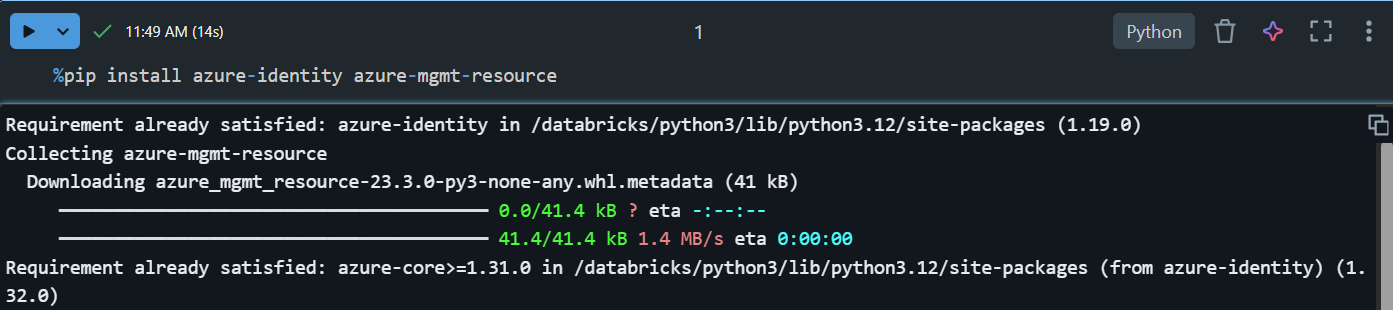 11:49 AM (14s)
1
Python
%pip install azure-identity azure-mgmt-resource
Requirement already satisfied: azure-identity in /databricks/python3/lib/python3.12/site-packages (1.19.0)
Collecting azure-mgmt-resource
  Downloading azure_mgmt_resource-23.3.0-py3-none-any.whl.metadata (41 kB)
0.0/41.4 kB ? eta -:--:--
41.4/41.4 kB 1.4 MB/s eta 0:00:00
Requirement already satisfied: azure-core>=1.31.0 in /databricks/python3/lib/python3.12/site-packages (from azure-identity) (1.
32.0)